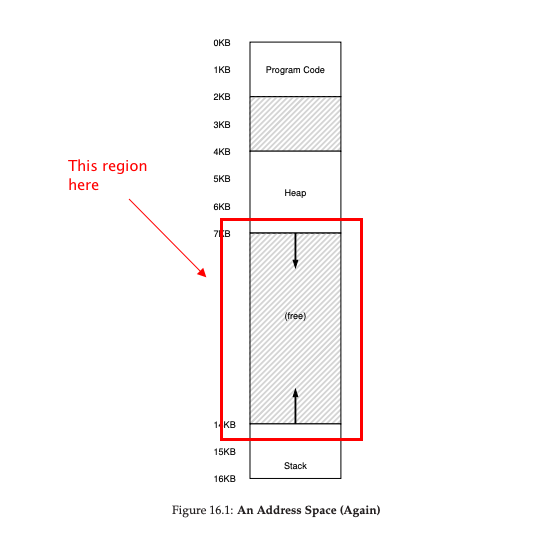 0KB
1KB
Program Code
2KB
3KB
4KB
This region
here
5KB
Heap
6KB
7KB
(free)
14KB
15KB
Stack
16KB
Figure 16.1: An Address Space (Again)